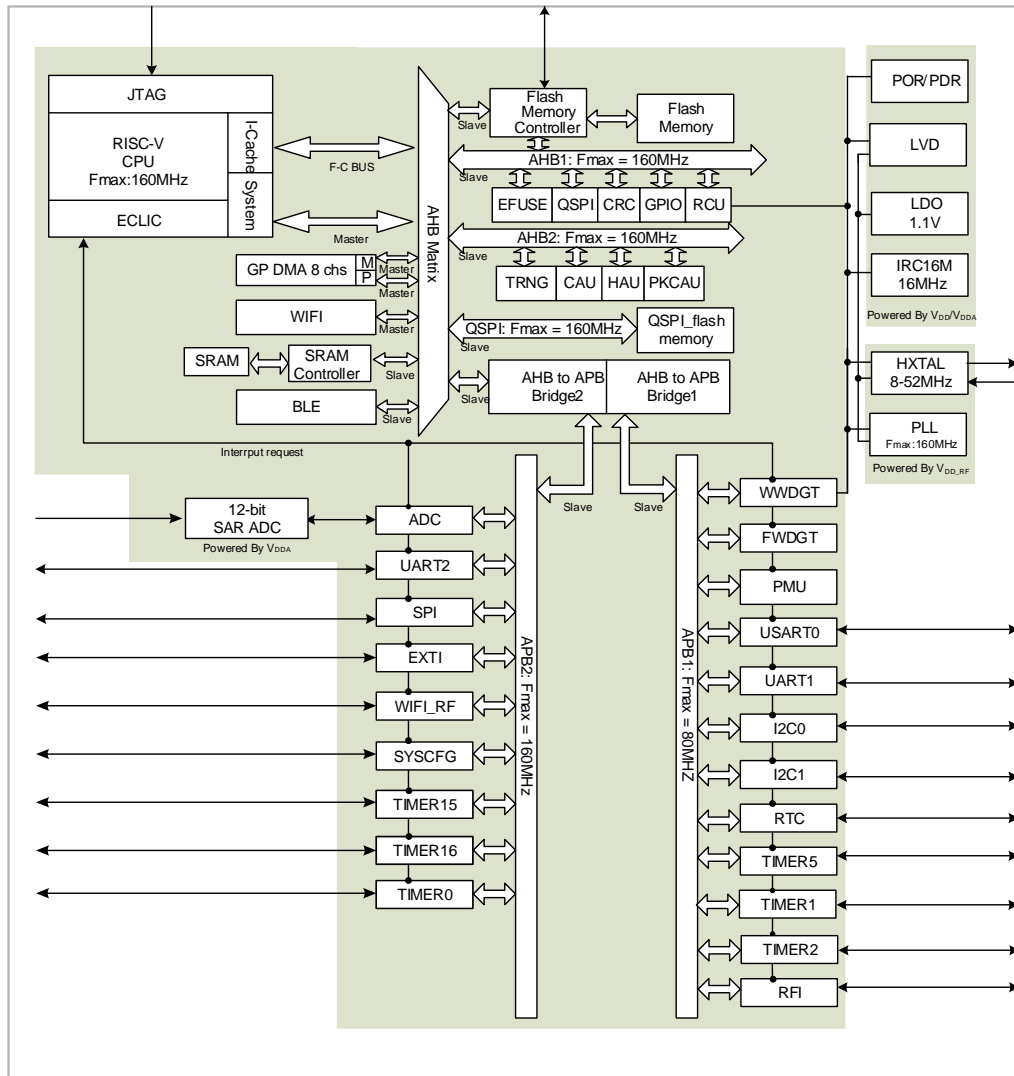 JTAG
RISC-V
CPU
Fmax:160MHz
I-Cache
System
ECLIC
F-C BUS
Master
GP DMA 8 chs
M
P
Master
Master
WIFI
Master
SRAM
SRAM
Controller
Slave
BLE
Slave
Interrput request
AHB Matrix
Slave
Flash
Memory
Controller
Flash
Memory
AHB1: Fmax = 160MHz
Slave
EFUSE
QSPI
CRC
GPIO
RCU
AHB2: Fmax = 160MHz
Slave
TRNG
CAU
HAU
PKCAU
QSPI: Fmax = 160MHz
Slave
QSPI_flash
memory
Slave
AHB to APB
Bridge2
AHB to APB
Bridge1
POR/PDR
LVD
LDO
1.1V
IRC16M
16MHz
Powered By VDD/VDDA
HXTAL
8-52MHz
PLL
Fmax:160MHz
Powered By VDD_RF
Slave
Slave
12-bit
SAR ADC
Powered By VDDA
ADC
UART2
SPI
EXTI
WIFI_RF
SYSCFG
TIMER15
TIMER16
TIMER0
APB2: Fmax = 160MHz
APB1: Fmax = 80MHZ
WWDGT
FWDGT
PMU
USART0
UART1
I2C0
I2C1
RTC
TIMER5
TIMER1
TIMER2
RFI